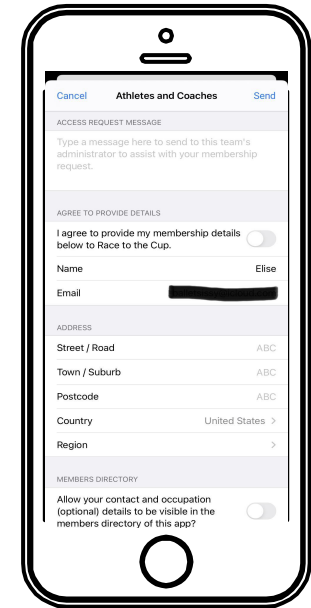 Cancel Athletes and Coaches Send
ACCESS REQUEST MESSAGE
Type a message here to send to this team's
administrator to assist with your membership
request.
AGREE TO PROVIDE DETAILS
I agree to provide my membership details
below to Race to the Cup.
Name Elise
Email
ADDRESS
Street / Road ABC
Town / Suburb ABC
Postcode ABC
Country United States >
Region >
MEMBERS DIRECTORY
Allow your contact and occupation
(optional) details to be visible in the
members directory of this app?